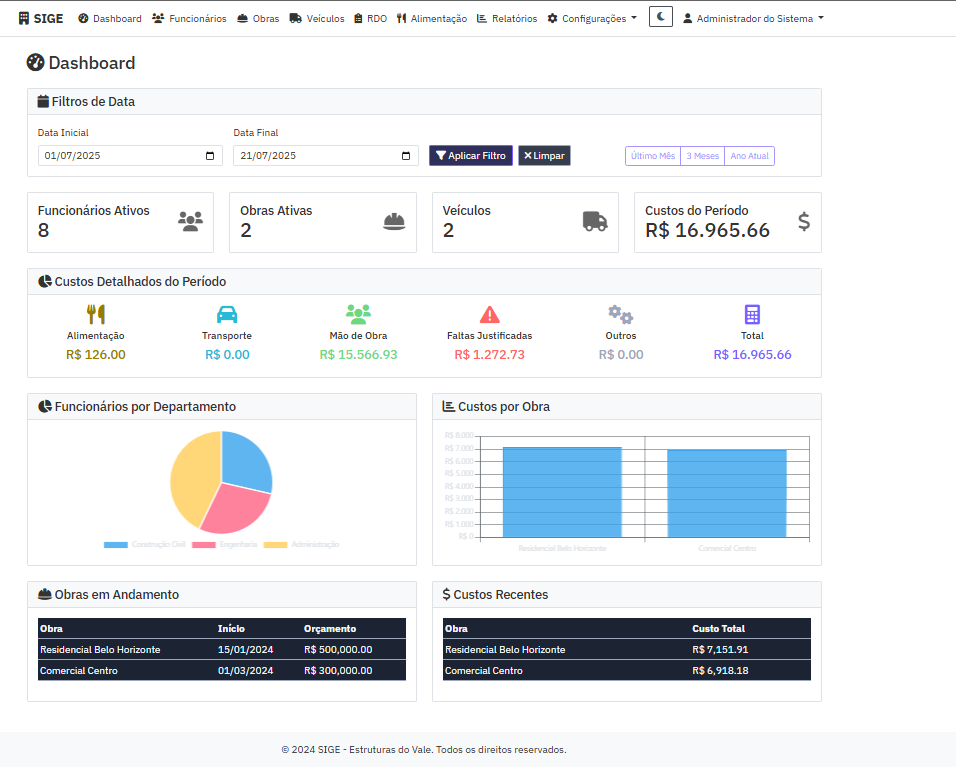 SIGE Dashboard Funcionários Obras Veículos RDO Alimentação Relatórios Configurações Administrador do Sistema
Dashboard
Filtros de Data
Data Inicial Data Final
01/07/2025 21/07/2025 Aplicar Filtro Limpar Último Mês 3 Meses Ano Atual
Funcionários Ativos Obras Ativas Veículos Custos do Período
8 2 2 R$ 16.965.66
Custos Detalhados do Período
Alimentação Transporte Mão de Obra Faltas Justificadas Outros Total
R$ 126.00 R$ 0.00 R$ 15.566.93 R$ 1.272.73 R$ 0.00 R$ 16.965.66
Funcionários por Departamento Custos por Obra
R$ 8.000
R$ 7.000
R$ 6.000
R$ 5.000
R$ 4.000
R$ 3.000
R$ 2.000
R$ 1.000
R$ 0
Construção Civil Engenharia Administração Residencial Belo Horizonte Comercial Centro
Obras em Andamento Custos Recentes
Obra Início Orçamento Obra Custo Total
Residencial Belo Horizonte 15/01/2024 R$ 500,000.00 Residencial Belo Horizonte R$ 7,151.91
Comercial Centro 01/03/2024 R$ 300,000.00 Comercial Centro R$ 6,918.18
© 2024 SIGE - Estruturas do Vale. Todos os direitos reservados.